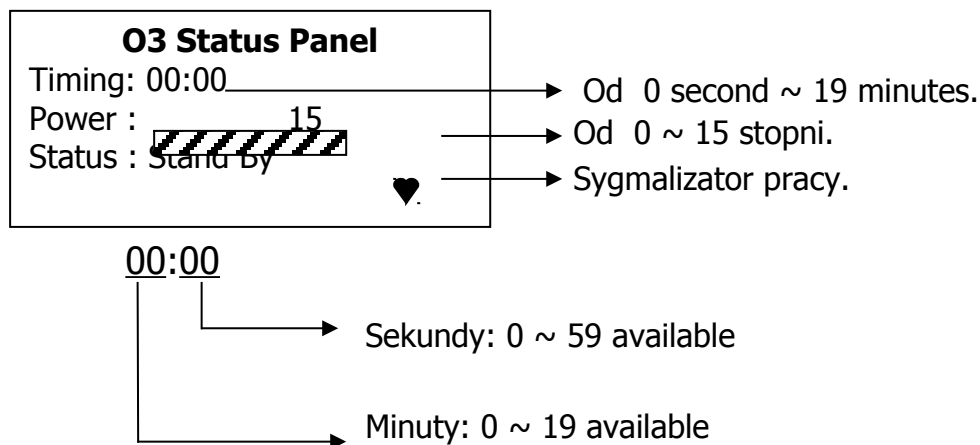 O3 Status Panel
Timing: 00:00
Od 0 second ~ 19 minutes.
Power : 15
Od 0 ~ 15 stopni.
Status : Stand By
Sygmalizator pracy.
00:00
Sekundy: 0 ~ 59 available
Minuty: 0 ~ 19 available